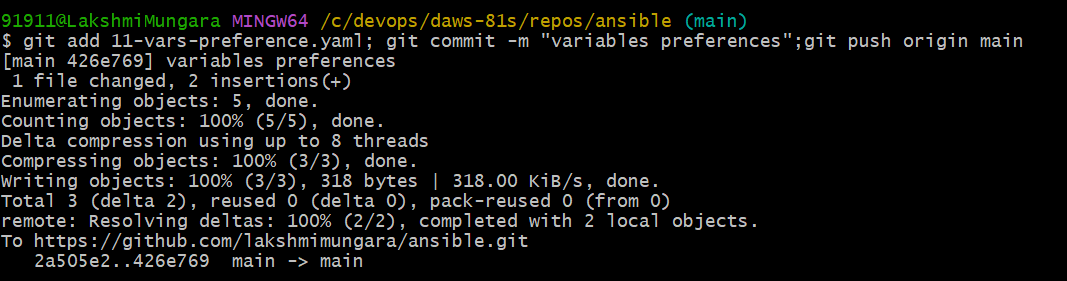 91911@LakshmiMungara MINGW64 /c/devops/daws-81s/repos/ansible (main)
$ git add 11-vars-preference.yaml; git commit -m "variables preferences";git push origin main
[main 426e769] variables preferences
 1 file changed, 2 insertions(+)
Enumerating objects: 5, done.
Counting objects: 100% (5/5), done.
Delta compression using up to 8 threads
Compressing objects: 100% (3/3), done.
Writing objects: 100% (3/3), 318 bytes | 318.00 KiB/s, done.
Total 3 (delta 2), reused 0 (delta 0), pack-reused 0 (from 0)
remote: Resolving deltas: 100% (2/2), completed with 2 local objects.
To https://github.com/lakshmimungara/ansible.git
   2a505e2..426e769  main -> main